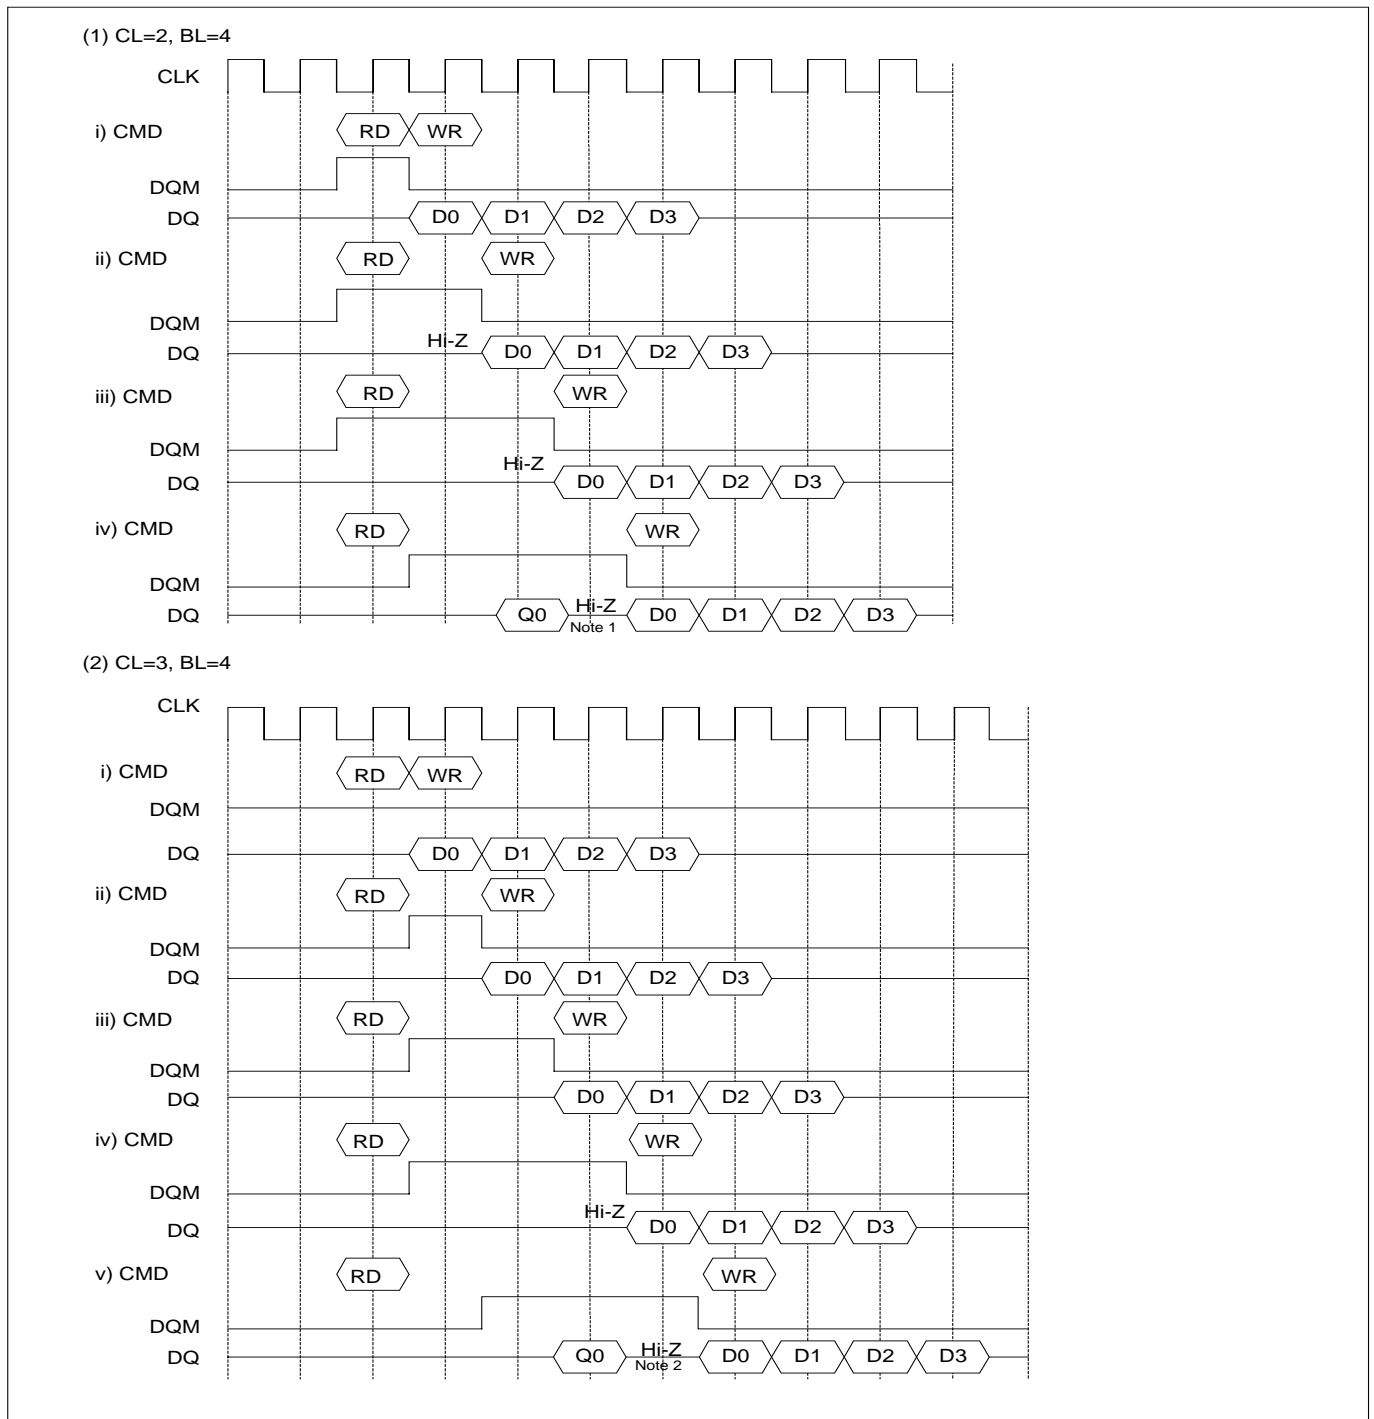 (1) CL=2, BL=4
CLK
i) CMD RD WR
DQM
DQ D0 D1 D2 D3
ii) CMD RD WR
DQM
DQ Hi-Z D0 D1 D2 D3
iii) CMD RD WR
DQM
DQ Hi-Z D0 D1 D2 D3
iv) CMD RD WR
DQM
DQ Q0 Hi-Z D0 D1 D2 D3
Note 1
(2) CL=3, BL=4
CLK
i) CMD RD WR
DQM
DQ D0 D1 D2 D3
ii) CMD RD WR
DQM
DQ D0 D1 D2 D3
iii) CMD RD WR
DQM
DQ D0 D1 D2 D3
iv) CMD RD WR
DQM
DQ Hi-Z D0 D1 D2 D3
v) CMD RD WR
DQM
DQ Q0 Hi-Z D0 D1 D2 D3
Note 2